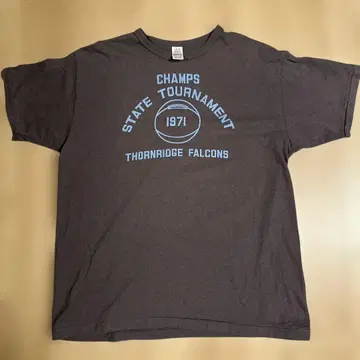 CHAMPS
STATE TOURNAMENT
1971
THORNRIDGE FALCONS